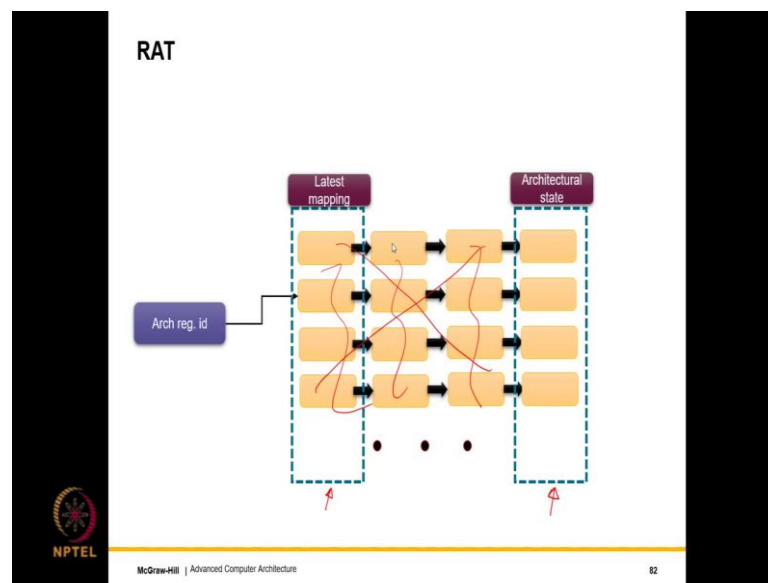 RAT
Latest
mapping
Architectural
state
Arch reg. id
NPTEL
McGraw-Hill | Advanced Computer Architecture
82